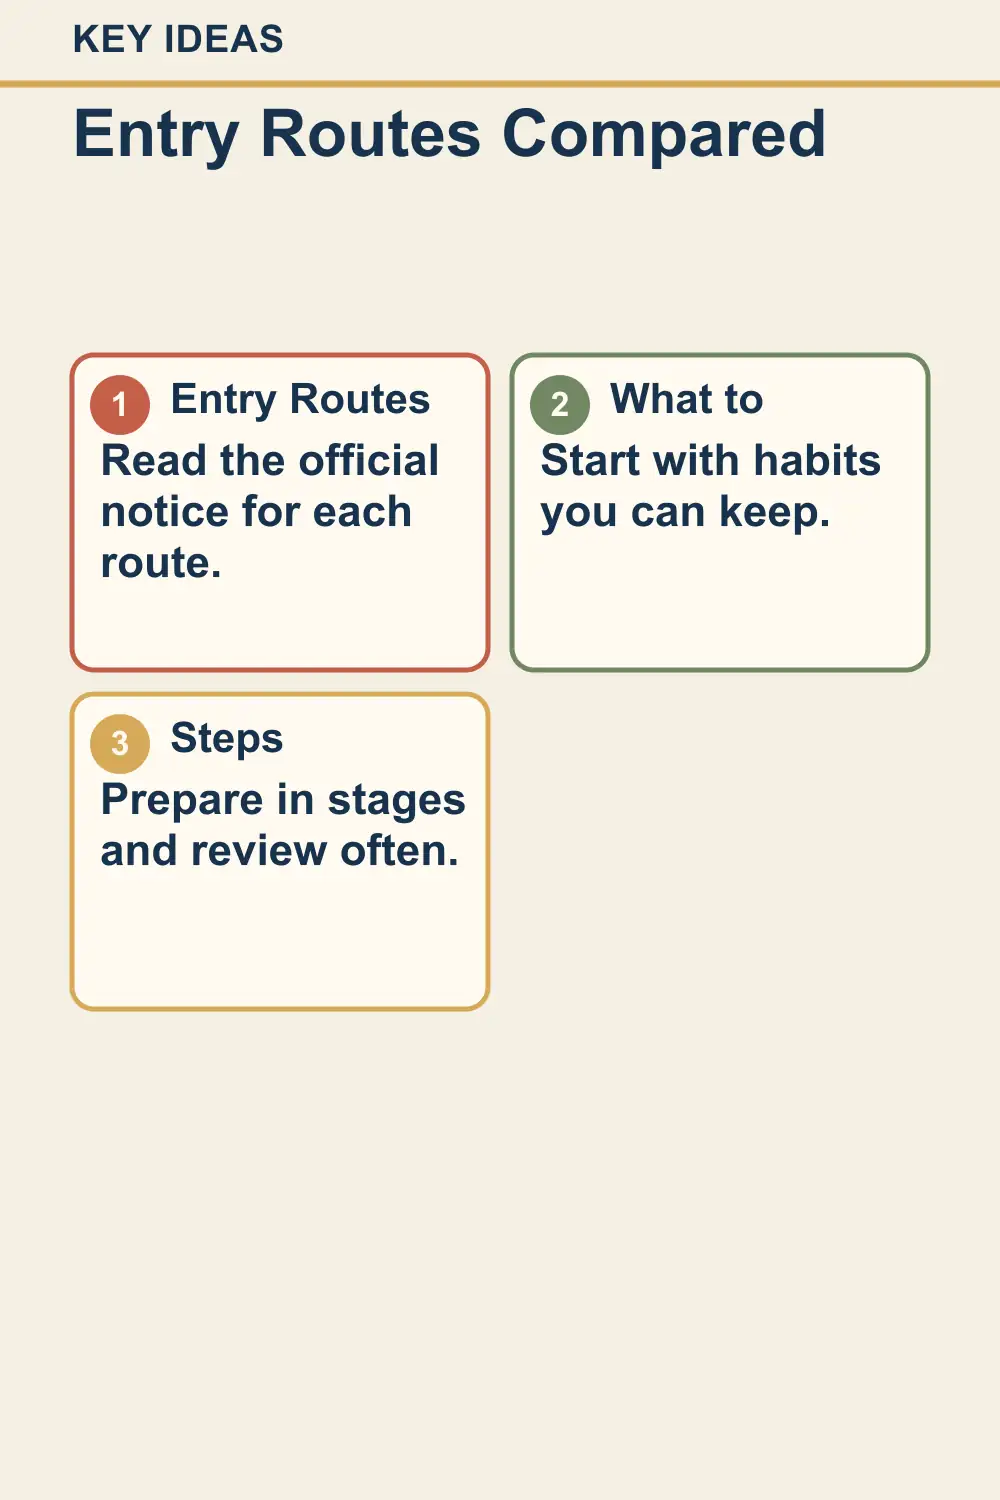 KEY IDEAS
Entry Routes Compared
1 Entry Routes
Read the official
notice for each
route.
2 What to
Start with habits
you can keep.
3 Steps
Prepare in stages
and review often.